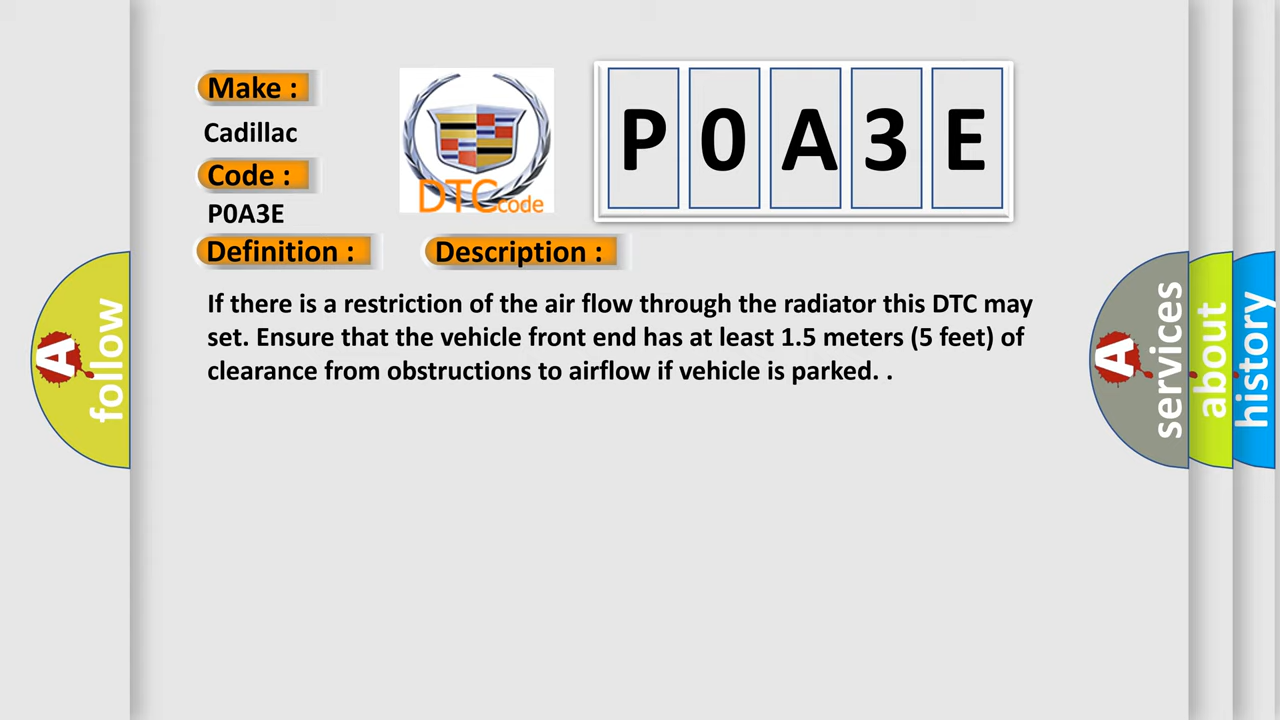 Make :
Cadillac
Code :
P0A3E
Definition :
Description :
If there is a restriction of the air flow through the radiator this DTC may
set. Ensure that the vehicle front end has at least 1.5 meters (5 feet) of
clearance from obstructions to airflow if vehicle is parked. .
DTC code
P 0 A 3 E
A follow
A services
about
history